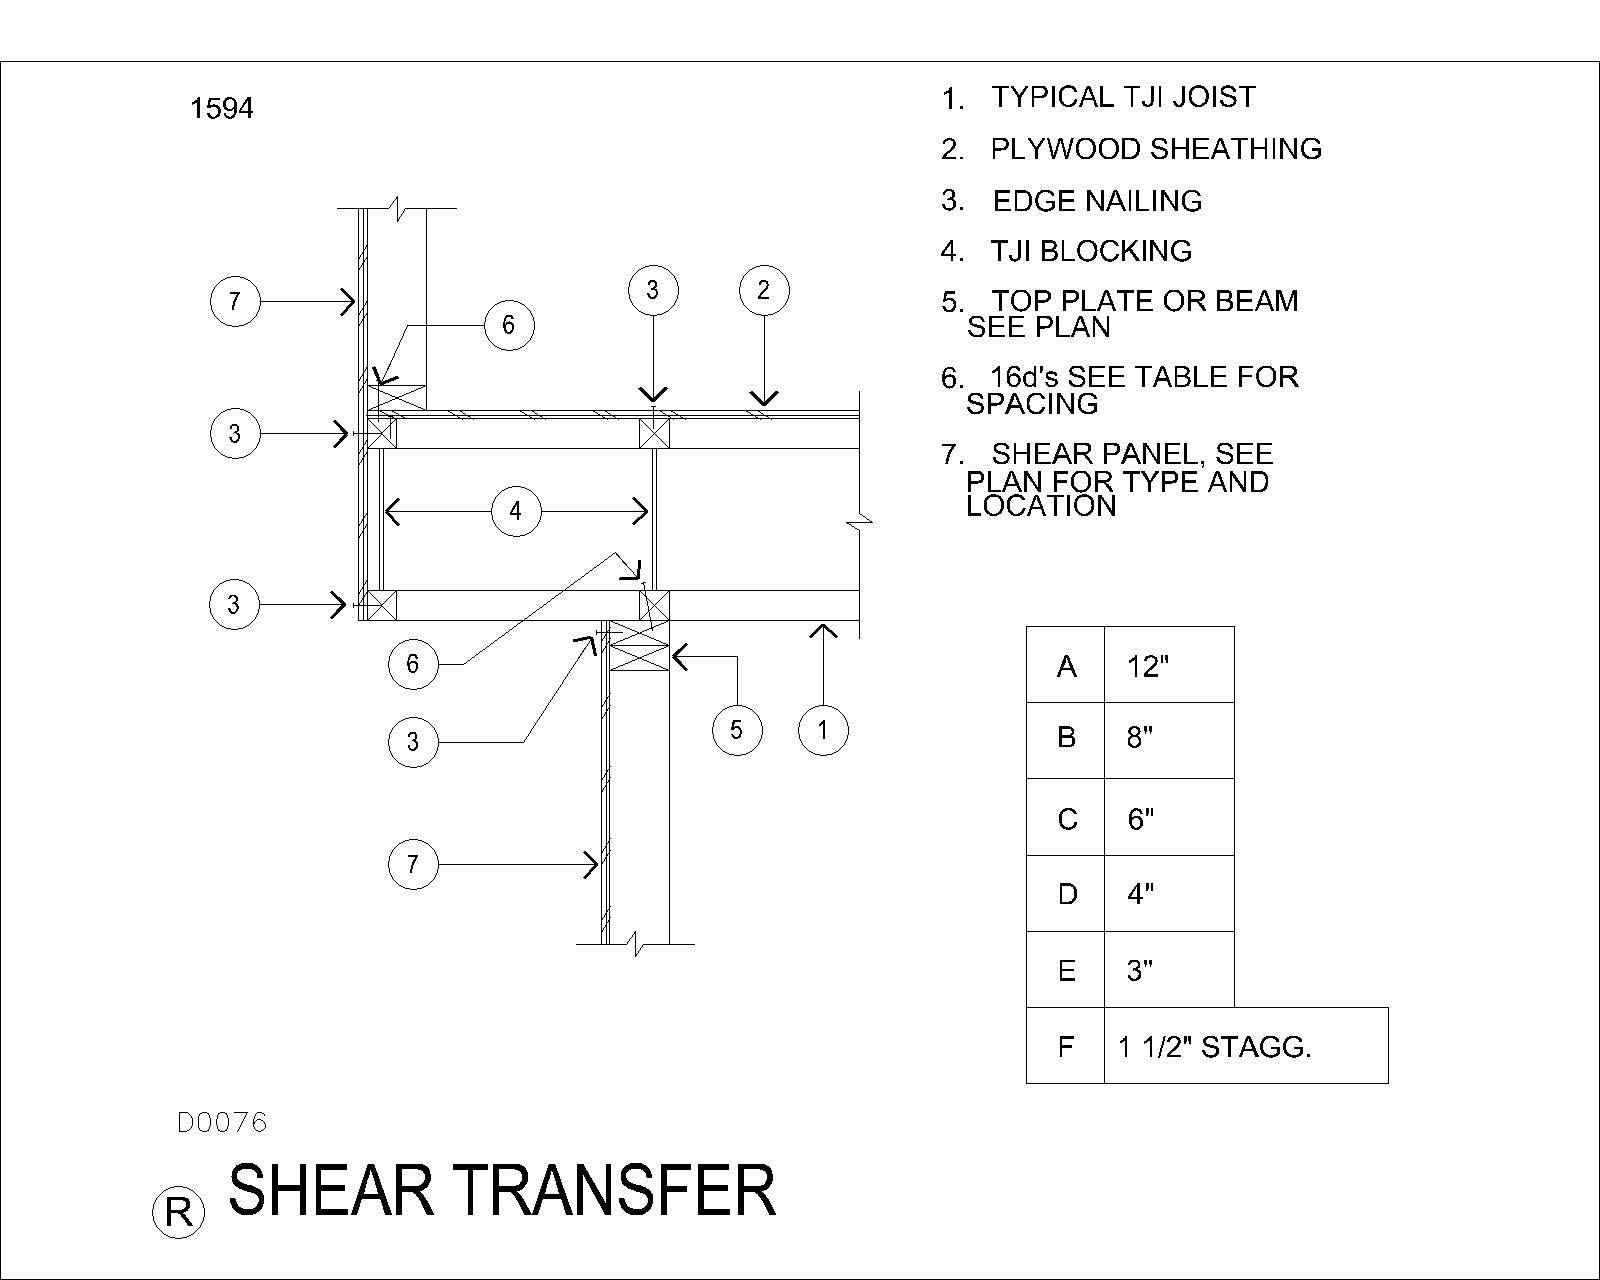 1594
1. TYPICAL TJI JOIST
2. PLYWOOD SHEATHING
3. EDGE NAILING
4. TJI BLOCKING
5. TOP PLATE OR BEAM
SEE PLAN
6. 16d's SEE TABLE FOR
SPACING
7. SHEAR PANEL, SEE
PLAN FOR TYPE AND
LOCATION
7
6
3
2
3
4
3
6
3
5
1
7
A 12"
B 8"
C 6"
D 4"
E 3"
F 1 1/2" STAGG.
D0076
R SHEAR TRANSFER